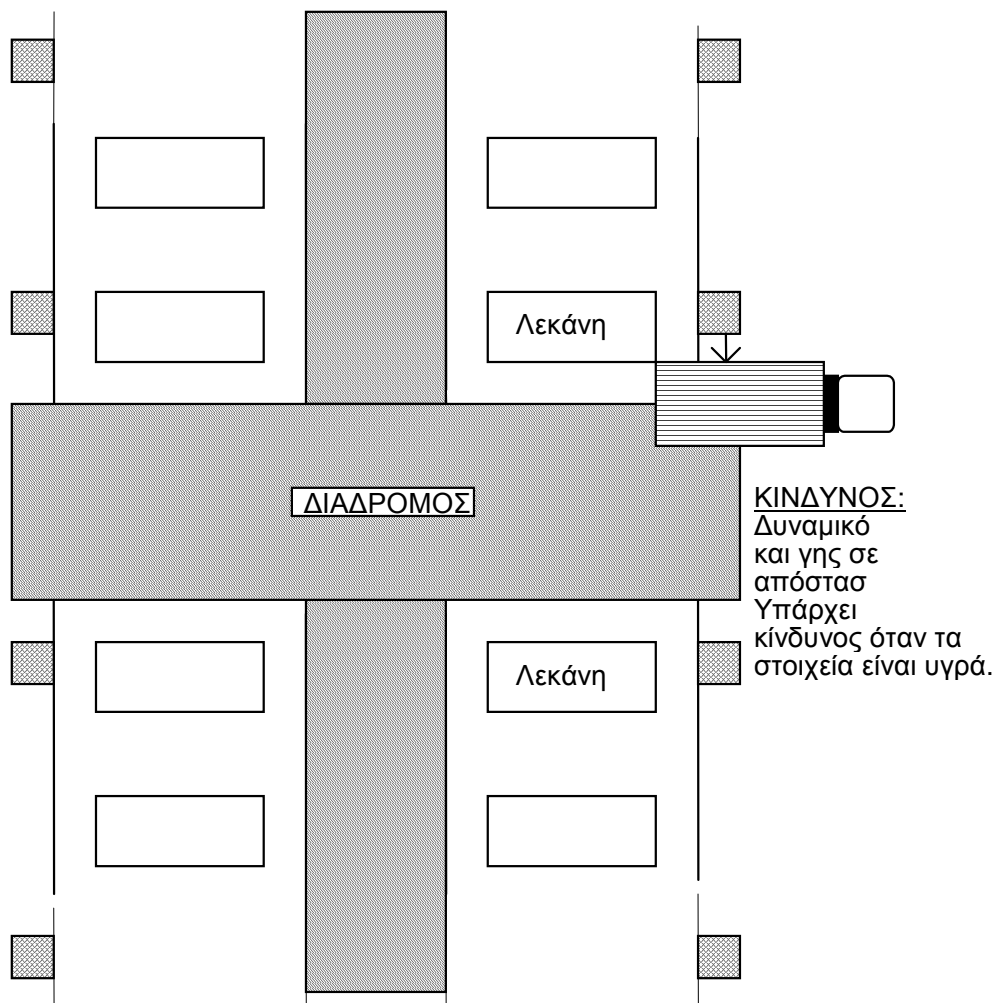 Λεκάνη
ΔΙΑΔΡΟΜΟΣ
ΚΙΝΔΥΝΟΣ:
Δυναμικό
και γης σε
απόστασ
Υπάρχει
κίνδυνος όταν τα
στοιχεία είναι υγρά.
Λεκάνη